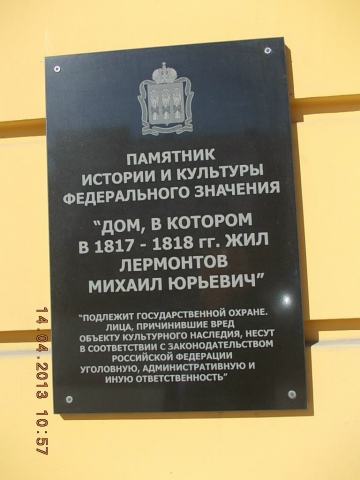 ПАМЯТНИК
ИСТОРИИ И КУЛЬТУРЫ
ФЕДЕРАЛЬНОГО ЗНАЧЕНИЯ
“ДОМ, В КОТОРОМ
В 1817 - 1818 гг. ЖИЛ
ЛЕРМОНТОВ
МИХАИЛ ЮРЬЕВИЧ”
“ПОДЛЕЖИТ ГОСУДАРСТВЕННОЙ ОХРАНЕ.
ЛИЦА, ПРИЧИНИВШИЕ ВРЕД
ОБЪЕКТУ КУЛЬТУРНОГО НАСЛЕДИЯ, НЕСУТ
В СООТВЕТСТВИИ С ЗАКОНОДАТЕЛЬСТВОМ
РОССИЙСКОЙ ФЕДЕРАЦИИ
УГОЛОВНУЮ, АДМИНИСТРАТИВНУЮ И
ИНУЮ ОТВЕТСТВЕННОСТЬ”
14.04.2013 10:57